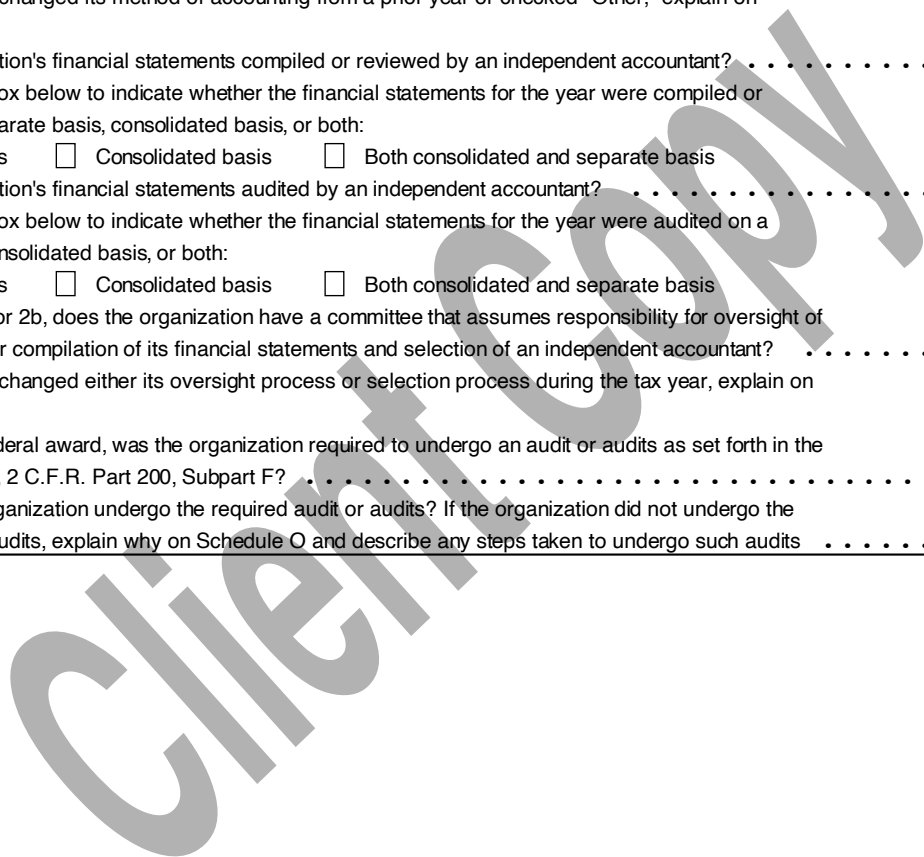 changed its method of accounting from a prior year or checked "Other," explain on
tion's financial statements compiled or reviewed by an independent accountant? . . . . . . . . . .
ox below to indicate whether the financial statements for the year were compiled or
arate basis, consolidated basis, or both:
s ☐ Consolidated basis ☐ Both consolidated and separate basis
tion's financial statements audited by an independent accountant? . . . . . . . . . . . . . . . .
ox below to indicate whether the financial statements for the year were audited on a
nsolidated basis, or both:
s ☐ Consolidated basis ☐ Both consolidated and separate basis
or 2b, does the organization have a committee that assumes responsibility for oversight of
r compilation of its financial statements and selection of an independent accountant? . . . . . . .
changed either its oversight process or selection process during the tax year, explain on
deral award, was the organization required to undergo an audit or audits as set forth in the
, 2 C.F.R. Part 200, Subpart F? . . . . . . . . . . . . . . . . . . . . . . . . . . . . . . . . .
ganization undergo the required audit or audits? If the organization did not undergo the
udits, explain why on Schedule O and describe any steps taken to undergo such audits . . . . . .
Client Copy